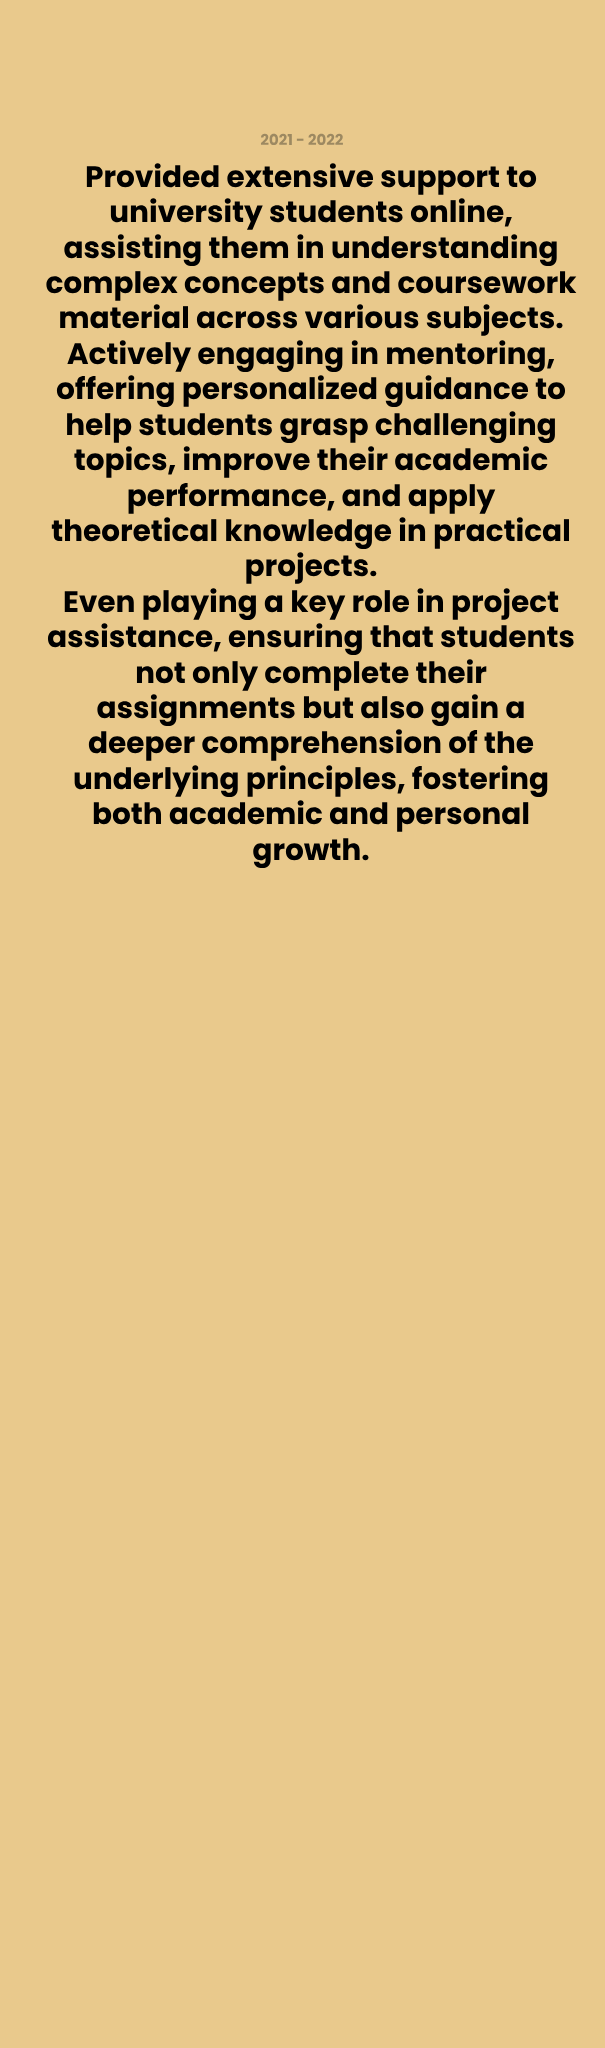 2021 - 2022
Provided extensive support to
university students online,
assisting them in understanding
complex concepts and coursework
material across various subjects.
Actively engaging in mentoring,
offering personalized guidance to
help students grasp challenging
topics, improve their academic
performance, and apply
theoretical knowledge in practical
projects.
Even playing a key role in project
assistance, ensuring that students
not only complete their
assignments but also gain a
deeper comprehension of the
underlying principles, fostering
both academic and personal
growth.